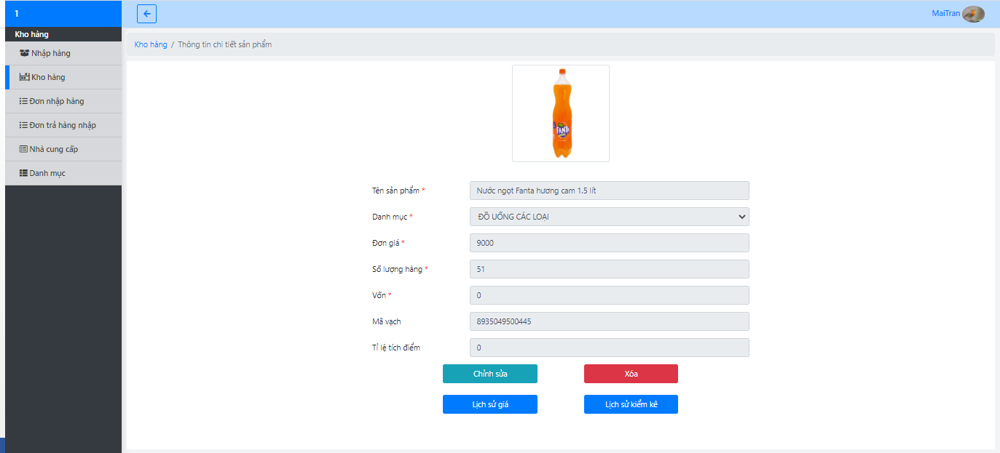 1
MaiTran
Kho hàng
Nhập hàng
Kho hàng
Đơn nhập hàng
Đơn trả hàng nhập
Nhà cung cấp
Danh mục
Kho hàng / Thông tin chi tiết sản phẩm
FANTA
Tên sản phẩm * Nước ngọt Fanta hương cam 1.5 lít
Danh mục * ĐỒ UỐNG CÁC LOẠI
Đơn giá * 9000
Số lượng hàng * 51
Vốn * 0
Mã vạch 8935049500445
Tỉ lệ tích điểm 0
Chỉnh sửa Xóa
Lịch sử giá Lịch sử kiểm kê